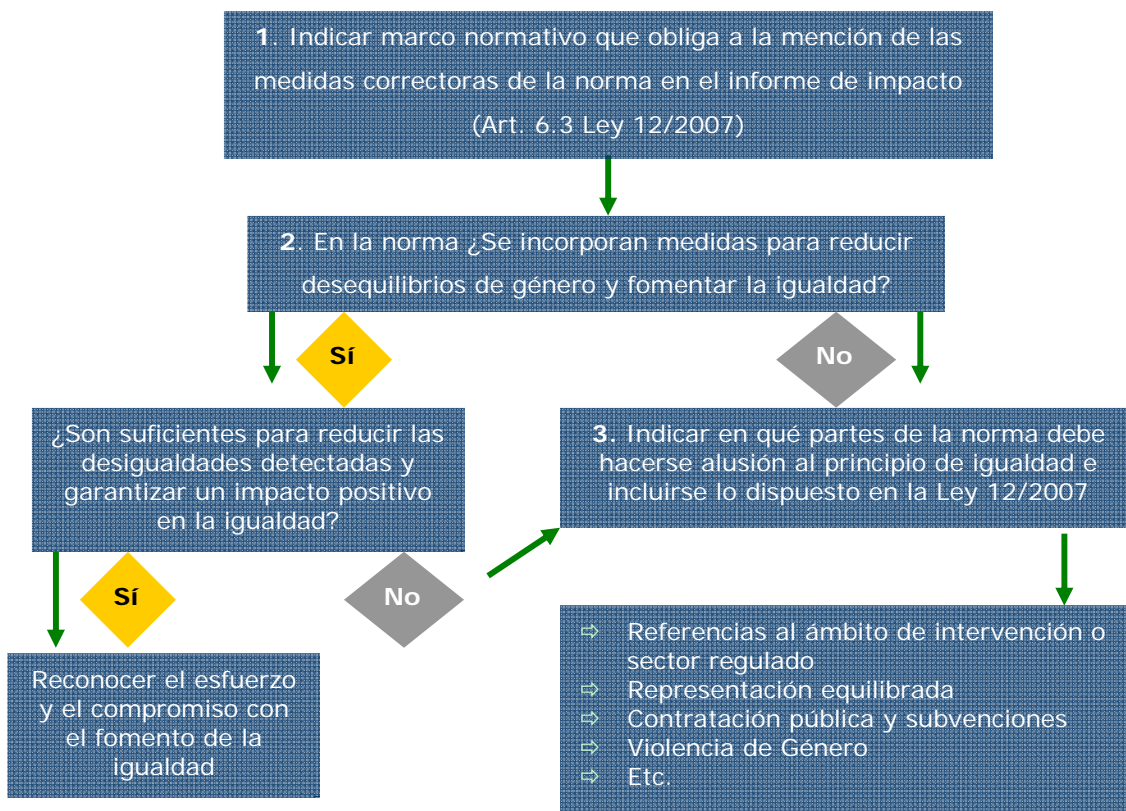 1. Indicar marco normativo que obliga a la mención de las
medidas correctoras de la norma en el informe de impacto
(Art. 6.3 Ley 12/2007)
2. En la norma ¿Se incorporan medidas para reducir
desequilibrios de género y fomentar la igualdad?
Sí
No
¿Son suficientes para reducir las
desigualdades detectadas y
garantizar un impacto positivo
en la igualdad?
3. Indicar en qué partes de la norma debe
hacerse alusión al principio de igualdad e
incluirse lo dispuesto en la Ley 12/2007
Sí
No
Reconocer el esfuerzo
y el compromiso con
el fomento de la
igualdad
⇨ Referencias al ámbito de intervención o
sector regulado
⇨ Representación equilibrada
⇨ Contratación pública y subvenciones
⇨ Violencia de Género
⇨ Etc.